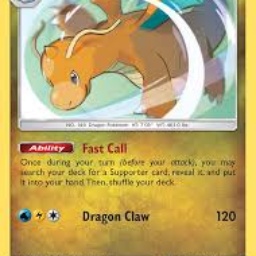 Ability Fast Call
Once during your turn (before your attack), you may
search your deck for a Supporter card, reveal it, and put
it into your hand. Then, shuffle your deck.
Dragon Claw 120